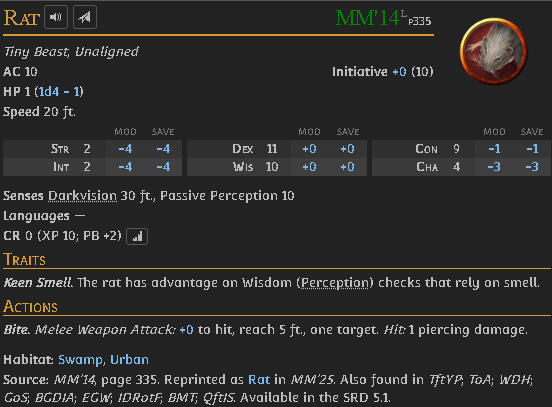 Rat MM'14 L p335
Tiny Beast, Unaligned
AC 10 Initiative +0 (10)
HP 1 (1d4 − 1)
Speed 20 ft.
MOD SAVE MOD SAVE MOD SAVE
Str 2 -4 -4 Dex 11 +0 +0 Con 9 -1 -1
Int 2 -4 -4 Wis 10 +0 +0 Cha 4 -3 -3
Senses Darkvision 30 ft., Passive Perception 10
Languages —
CR 0 (XP 10; PB +2)
Traits
Keen Smell. The rat has advantage on Wisdom (Perception) checks that rely on smell.
Actions
Bite. Melee Weapon Attack: +0 to hit, reach 5 ft., one target. Hit: 1 piercing damage.
Habitat: Swamp, Urban
Source: MM'14, page 335. Reprinted as Rat in MM'25. Also found in TftYP; ToA; WDH;
GoS; BGDIA; EGW; IDRotF; BMT; QftIS. Available in the SRD 5.1.